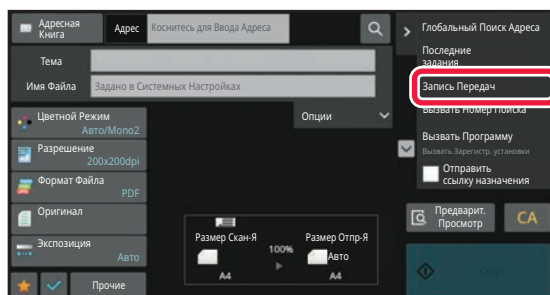 Адресная
Книга
Адрес
Коснитесь для Ввода Адреса
Тема
Имя Файла
Задано в Системных Настройках
Цветной Режим
Авто/Mono2
Опции
Разрешение
200x200dpi
Формат Файла
PDF
Оригинал
Экспозиция
Авто
Прочие
Размер Скан-Я
100%
Размер Отпр-Я
Авто
A4
A4
Глобальный Поиск Адреса
Последние
задания
Запись Передач
Вызвать Номер Поиска
Вызвать Программу
Вызвать Зарегистр. установки
Отправить
ссылку назначения
Предварит.
Просмотр
CA
Старт